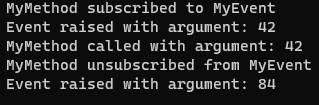 MyMethod subscribed to MyEvent
Event raised with argument: 42
MyMethod called with argument: 42
MyMethod unsubscribed from MyEvent
Event raised with argument: 84